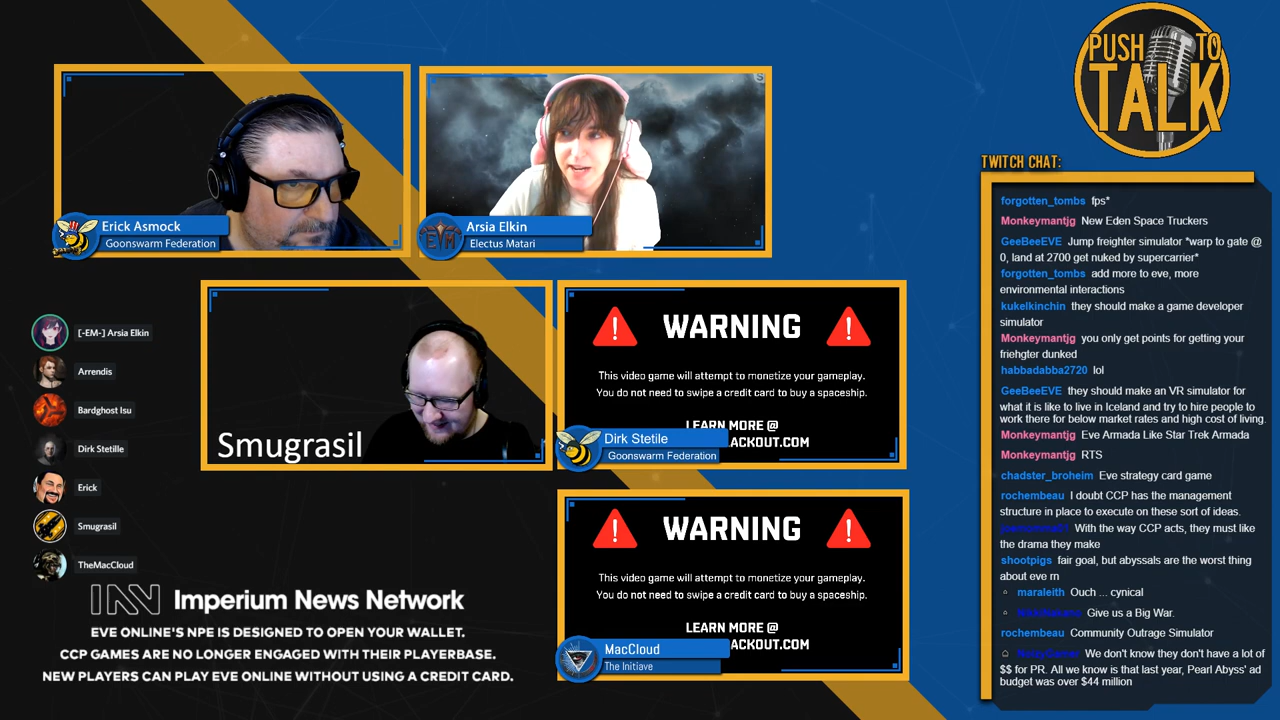 PUSH TO
TALK
TWITCH CHAT:
Erick Asmock
Goonswarm Federation
Arsia Elkin
Electus Matari
EVM
Smugrasil
WARNING
This video game will attempt to monetize your gameplay.
You do not need to swipe a credit card to buy a spaceship.
LEARN MORE @
ACKOUT.COM
Dirk Stetile
Goonswarm Federation
WARNING
This video game will attempt to monetize your gameplay.
You do not need to swipe a credit card to buy a spaceship.
LEARN MORE @
ACKOUT.COM
MacCloud
The Initiave
[-EM-] Arsia Elkin
Arrendis
Bardghost Isu
Dirk Stetille
Erick
Smugrasil
TheMacCloud
INN Imperium News Network
EVE ONLINE'S NPE IS DESIGNED TO OPEN YOUR WALLET.
CCP GAMES ARE NO LONGER ENGAGED WITH THEIR PLAYERBASE.
NEW PLAYERS CAN PLAY EVE ONLINE WITHOUT USING A CREDIT CARD.
forgotten_tombs fps*
Monkeymantjg New Eden Space Truckers
GeeBeeEVE Jump freighter simulator *warp to gate @
0, land at 2700 get nuked by supercarrier*
forgotten_tombs add more to eve, more
environmental interactions
kukelkinchin they should make a game developer
simulator
Monkeymantjg you only get points for getting your
friehgter dunked
habbadabba2720 lol
GeeBeeEVE they should make an VR simulator for
what it is like to live in Iceland and try to hire people to
work there for below market rates and high cost of living.
Monkeymantjg Eve Armada Like Star Trek Armada
Monkeymantjg RTS
chadster_broheim Eve strategy card game
rochembeau I doubt CCP has the management
structure in place to execute on these sort of ideas.
With the way CCP acts, they must like
the drama they make
shootpigs fair goal, but abyssals are the worst thing
about eve rn
maraleith Ouch ... cynical
Give us a Big War.
rochembeau Community Outrage Simulator
We don't know they don't have a lot of
$$ for PR. All we know is that last year, Pearl Abyss' ad
budget was over $44 million